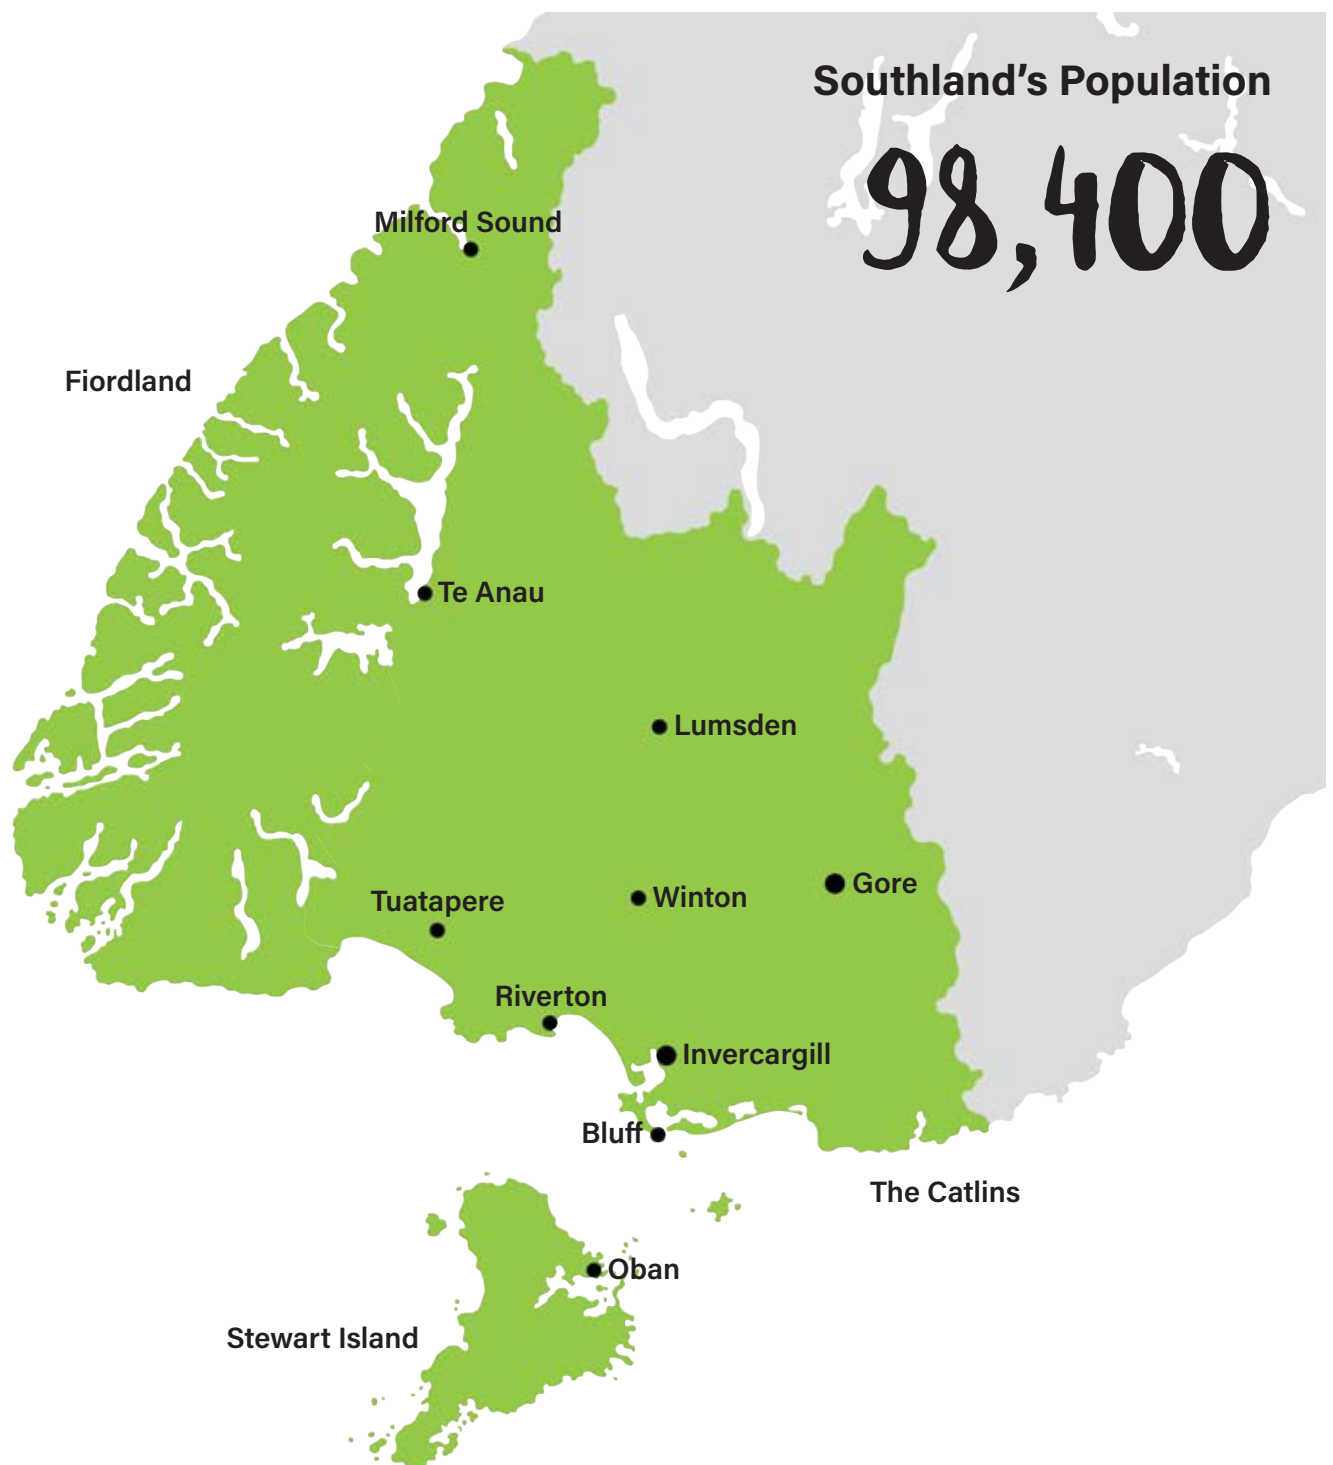 Southland’s Population
98,400
Milford Sound
Fiordland
Te Anau
Lumsden
Gore
Winton
Tuatapere
Riverton
Invercargill
Bluff
The Catlins
Oban
Stewart Island